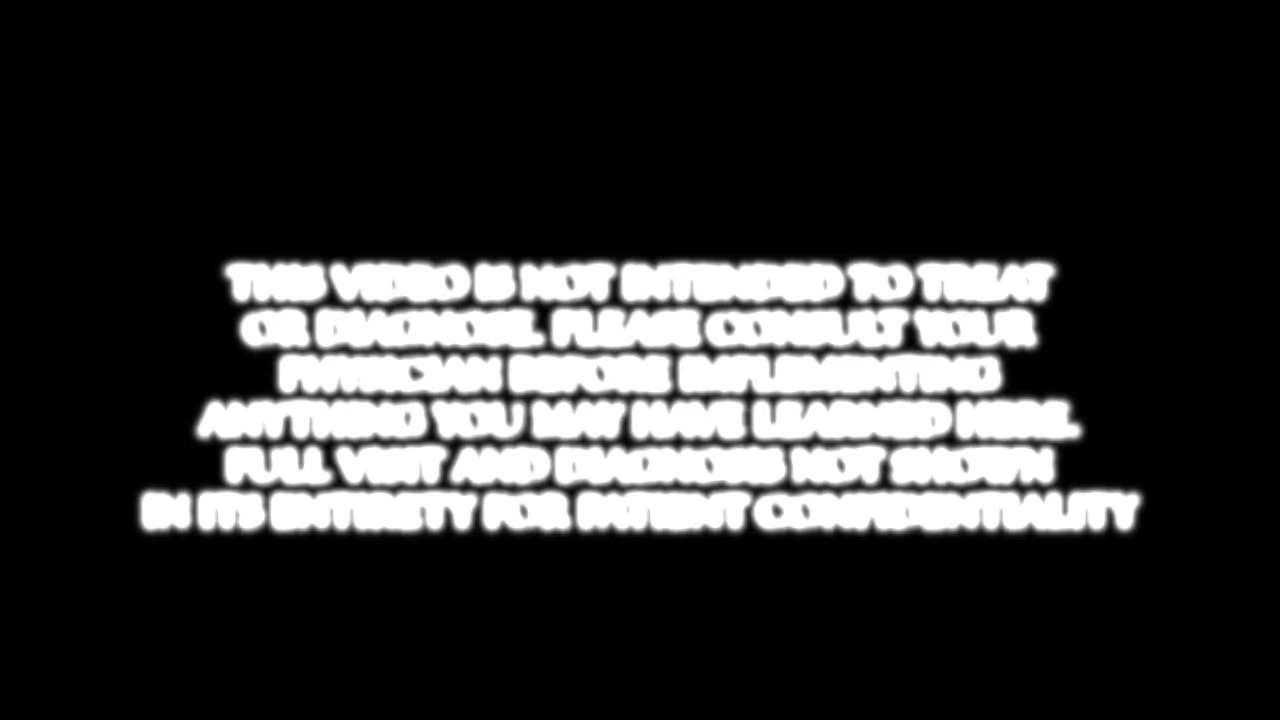 THIS VIDEO IS NOT INTENDED TO TREAT
OR DIAGNOSE. PLEASE CONSULT YOUR
PHYSICIAN BEFORE IMPLEMENTING
ANYTHING YOU MAY HAVE LEARNED HERE.
FULL VISIT AND DIAGNOSIS NOT SHOWN
IN ITS ENTIRETY FOR PATIENT CONFIDENTIALITY